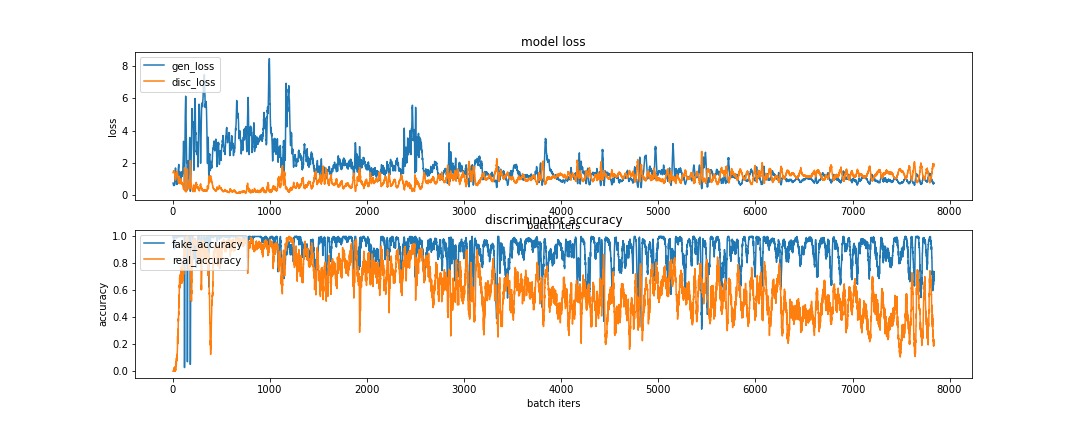 model loss
8
6
4
2
0
loss
gen_loss
disc_loss
0 1000 2000 3000 4000 5000 6000 7000 8000
batch iters
discriminator accuracy
1.0
0.8
0.6
0.4
0.2
0.0
accuracy
fake_accuracy
real_accuracy
0 1000 2000 3000 4000 5000 6000 7000 8000
batch iters